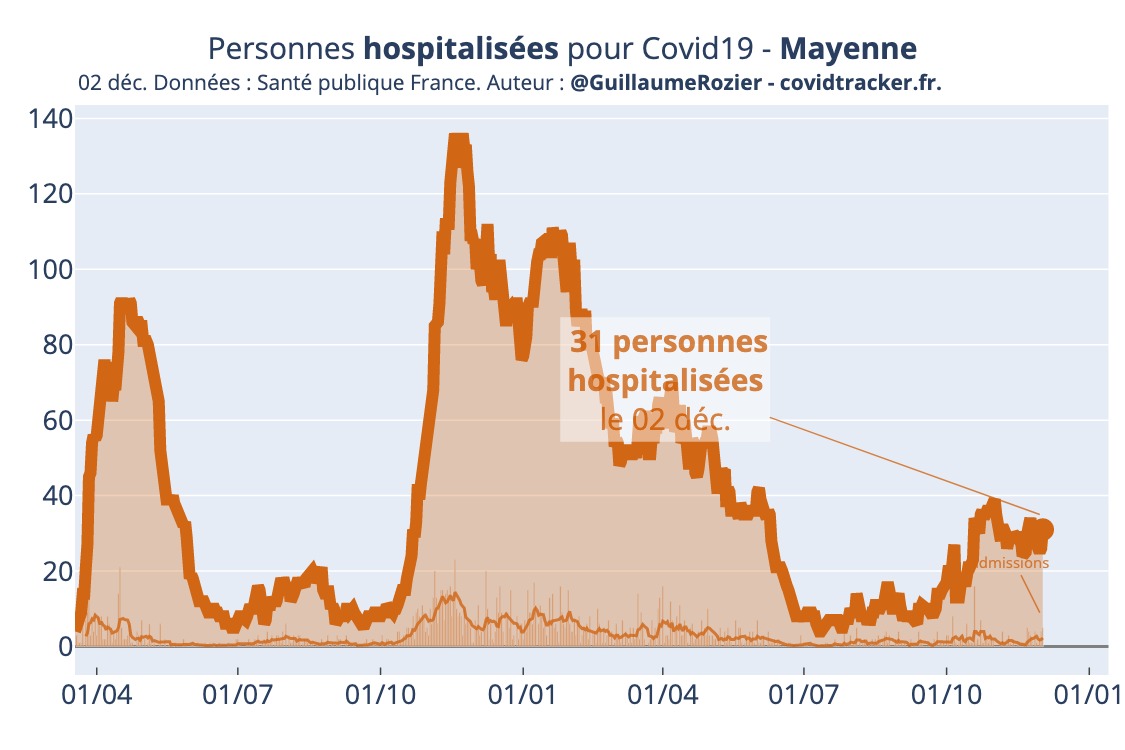 Personnes hospitalisées pour Covid19 - Mayenne
02 déc. Données : Santé publique France. Auteur : @GuillaumeRozier - covidtracker.fr.
140
120
100
80
60
40
20
0
31 personnes
hospitalisées
le 02 déc.
dmissions
01/04 01/07 01/10 01/01 01/04 01/07 01/10 01/01